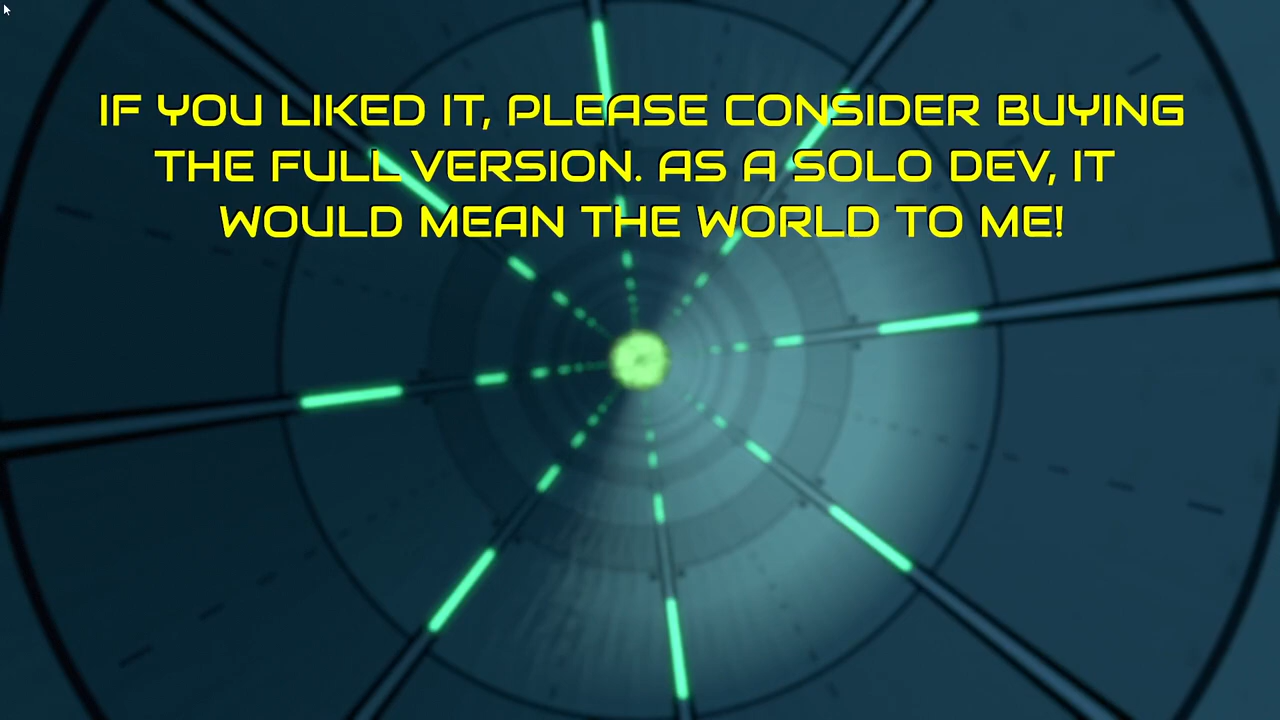 IF YOU LIKED IT, PLEASE CONSIDER BUYING
THE FULL VERSION. AS A SOLO DEV, IT
WOULD MEAN THE WORLD TO ME!